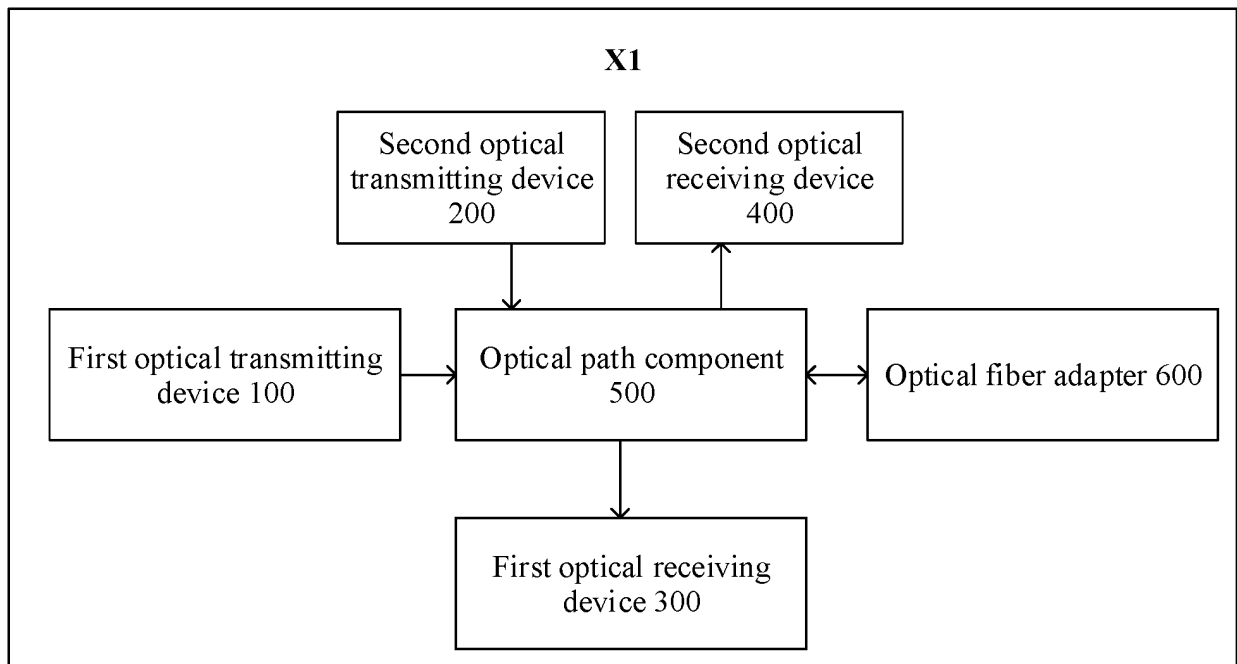 X1
Second optical
transmitting device
200
Second optical
receiving device
400
First optical transmitting
device 100
Optical path component
500
Optical fiber adapter 600
First optical receiving
device 300